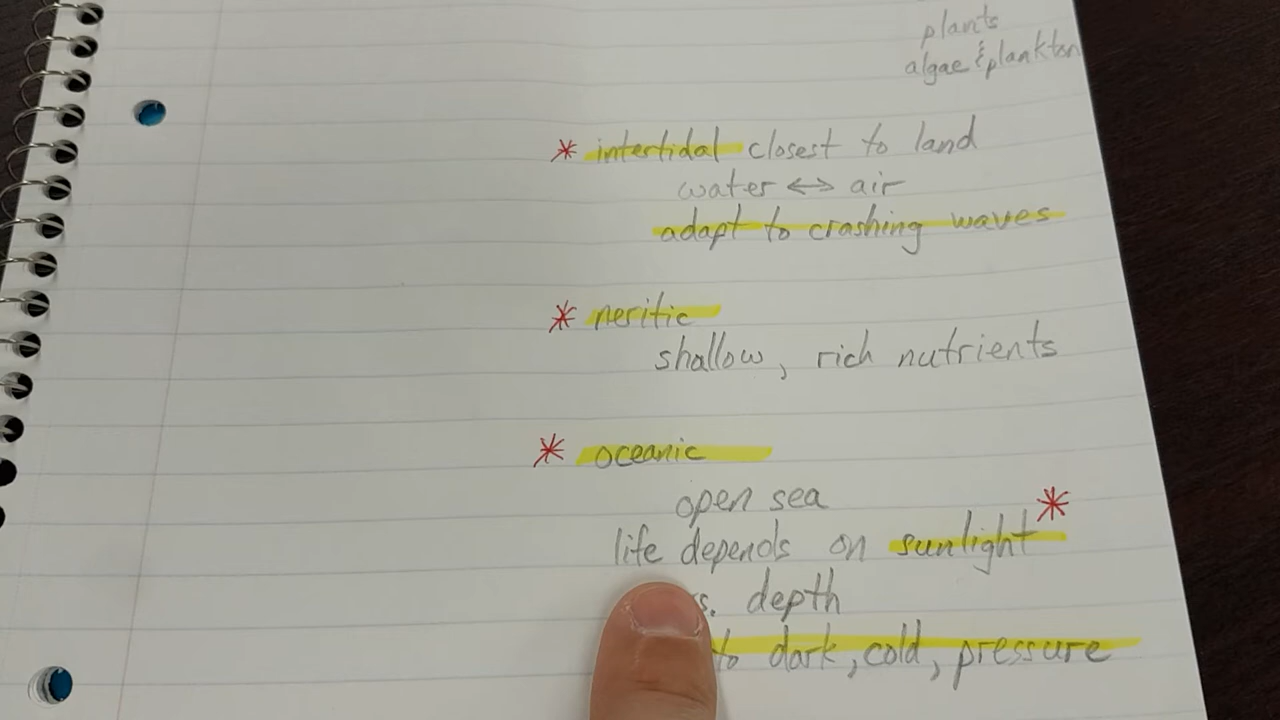 plants
algae & plankton
* intertidal closest to land
water <-> air
adapt to crashing waves
* neritic
shallow, rich nutrients
* oceanic
open sea
life depends on sunlight *
depth
to dark, cold, pressure